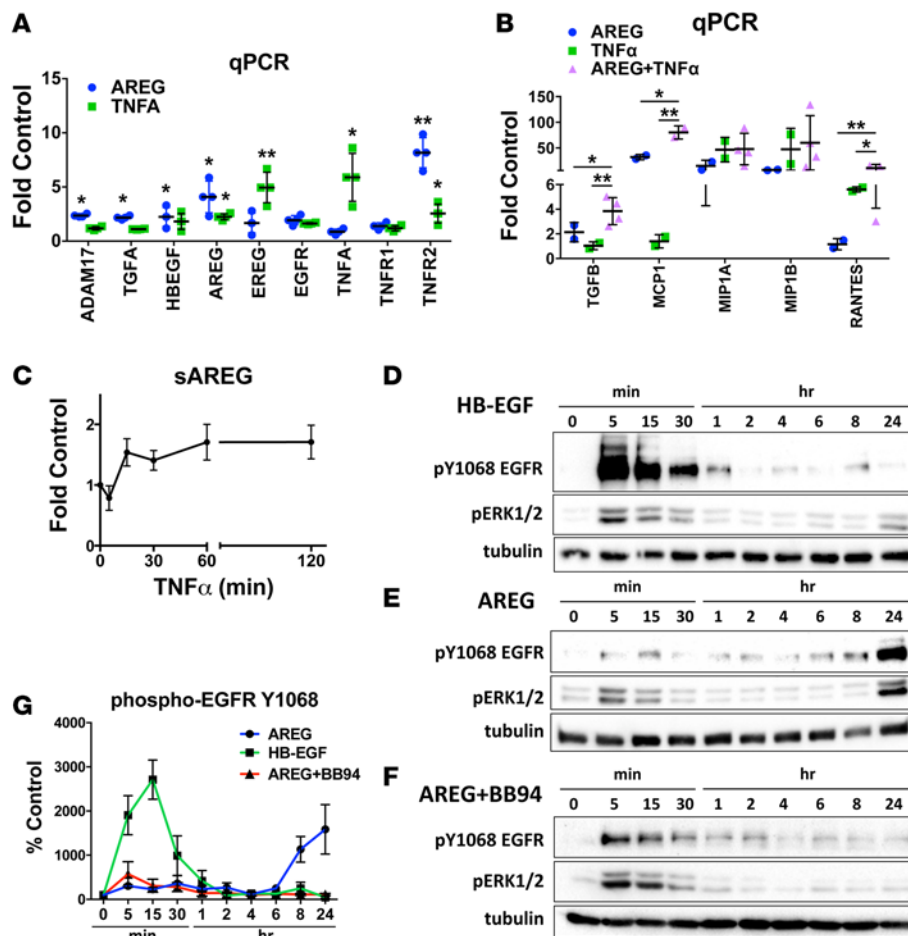 A
qPCR
AREG
TNFA
Fold Control
15
10
5
0
* * * * * ** * ** *
ADAM17
TGFA
HBEGF
AREG
EREG
EGFR
TNFA
TNFR1
TNFR2
B
qPCR
AREG
TNFα
AREG+TNFα
Fold Control
150
100
50
6
4
2
0
* ** * ** ** *
TGFB
MCP1
MIP1A
MIP1B
RANTES
C
sAREG
Fold Control
2
1
0
0 30 60 120
TNFα (min)
D
HB-EGF
min hr
0 5 15 30 1 2 4 6 8 24
pY1068 EGFR
pERK1/2
tubulin
E
AREG
min hr
0 5 15 30 1 2 4 6 8 24
pY1068 EGFR
pERK1/2
tubulin
G
phospho-EGFR Y1068
AREG
HB-EGF
AREG+BB94
% Control
4000
3000
2000
1000
0
0 5 15 30 1 2 4 6 8 24
min hr
F
AREG+BB94
min hr
0 5 15 30 1 2 4 6 8 24
pY1068 EGFR
pERK1/2
tubulin